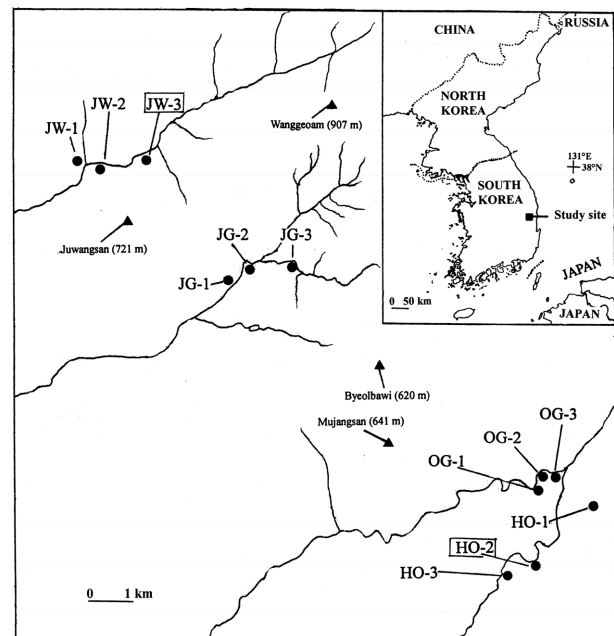 CHINA
RUSSIA
NORTH
KOREA
131°E
38°N
SOUTH
KOREA
Study site
JAPAN
JAPAN
0 50 km
JW-1
JW-2
JW-3
Wanggeoam (907 m)
Juwangsan (721 m)
JG-1
JG-2
JG-3
Byeolbawi (620 m)
Mujangsan (641 m)
OG-1
OG-2
OG-3
HO-1
HO-2
HO-3
0 1 km